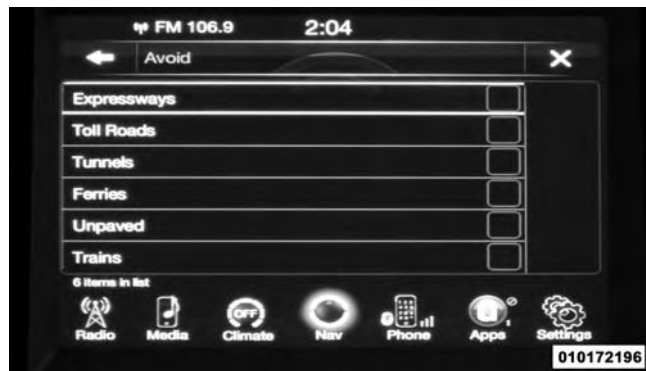 FM 106.9 2:04
Avoid
Expressways
Toll Roads
Tunnels
Ferries
Unpaved
Trains
6 items in list
OFF
Radio Media Climate Nav Phone Apps Settings
010172196